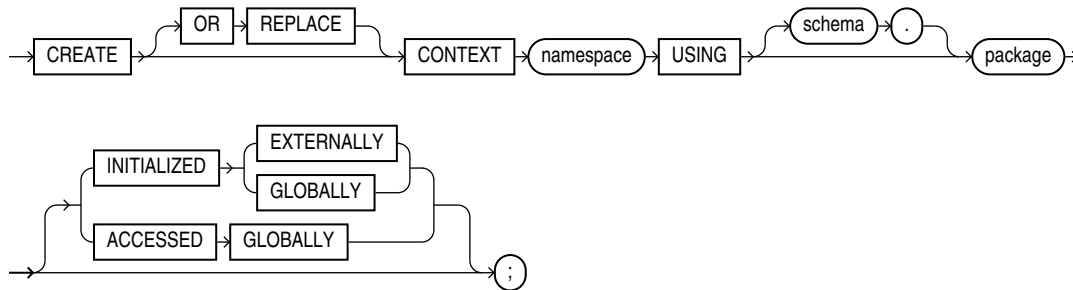 OR REPLACE schema .
CREATE CONTEXT namespace USING package
EXTERNALLY
INITIALIZED
GLOBALLY
ACCESSED GLOBALLY
;